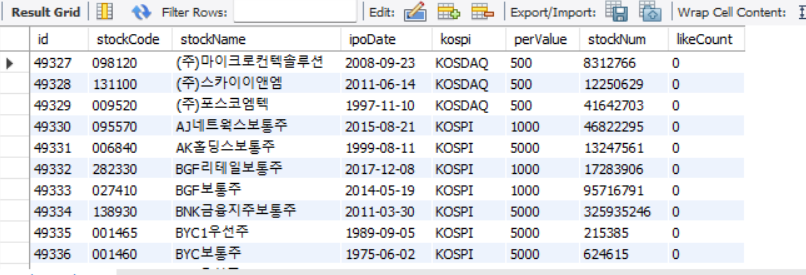 Result Grid Filter Rows: Edit: Export/Import: Wrap Cell Content:
id stockCode stockName ipoDate kospi perValue stockNum likeCount
49327 098120 (주)마이크로컨텍솔루션 2008-09-23 KOSDAQ 500 8312766 0
49328 131100 (주)스카이이앤엠 2011-06-14 KOSDAQ 500 12250629 0
49329 009520 (주)포스코엠텍 1997-11-10 KOSDAQ 500 41642703 0
49330 095570 AJ네트웍스보통주 2015-08-21 KOSPI 1000 46822295 0
49331 006840 AK홀딩스보통주 1999-08-11 KOSPI 5000 13247561 0
49332 282330 BGF리테일보통주 2017-12-08 KOSPI 1000 17283906 0
49333 027410 BGF보통주 2014-05-19 KOSPI 1000 95716791 0
49334 138930 BNK금융지주보통주 2011-03-30 KOSPI 5000 325935246 0
49335 001465 BYC1우선주 1989-09-05 KOSPI 5000 215385 0
49336 001460 BYC보통주 1975-06-02 KOSPI 5000 624615 0